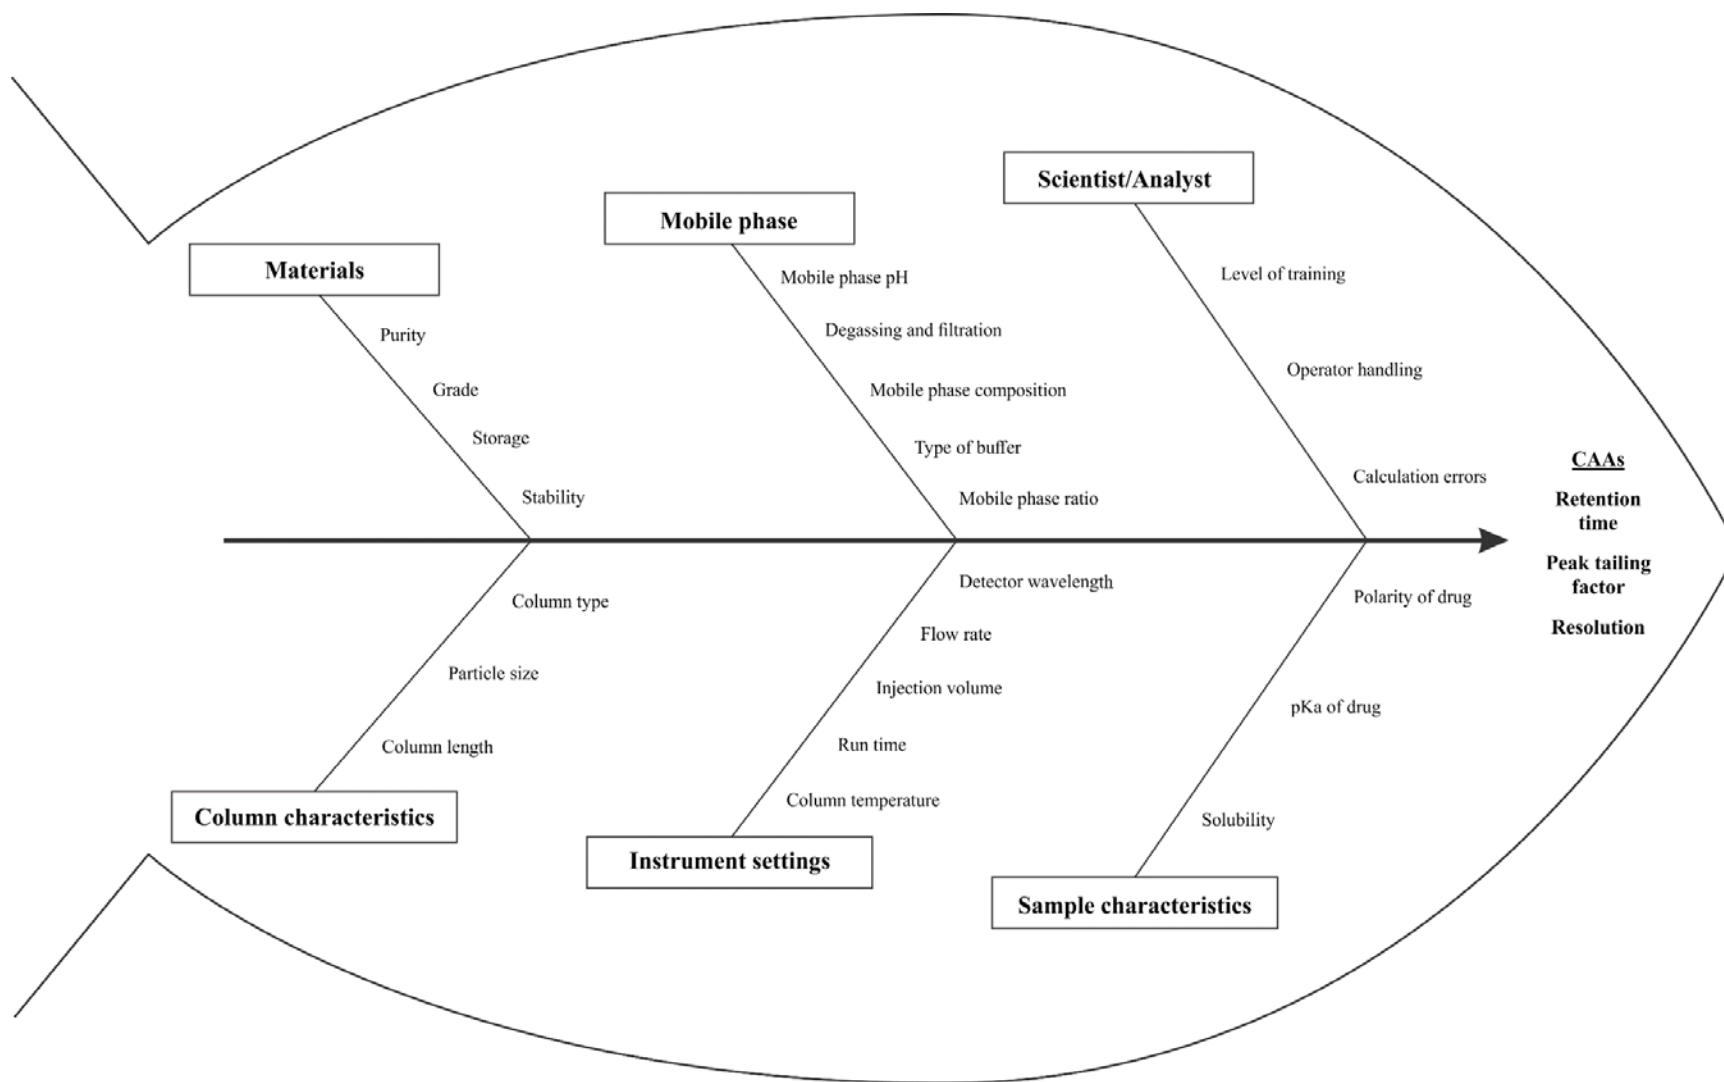 Materials
Purity
Grade
Storage
Stability
Mobile phase
Mobile phase pH
Degassing and filtration
Mobile phase composition
Type of buffer
Mobile phase ratio
Scientist/Analyst
Level of training
Operator handling
Calculation errors
CAAs
Retention
time
Peak tailing
factor
Resolution
Column type
Particle size
Column length
Column characteristics
Detector wavelength
Flow rate
Injection volume
Run time
Column temperature
Instrument settings
Polarity of drug
pKa of drug
Solubility
Sample characteristics